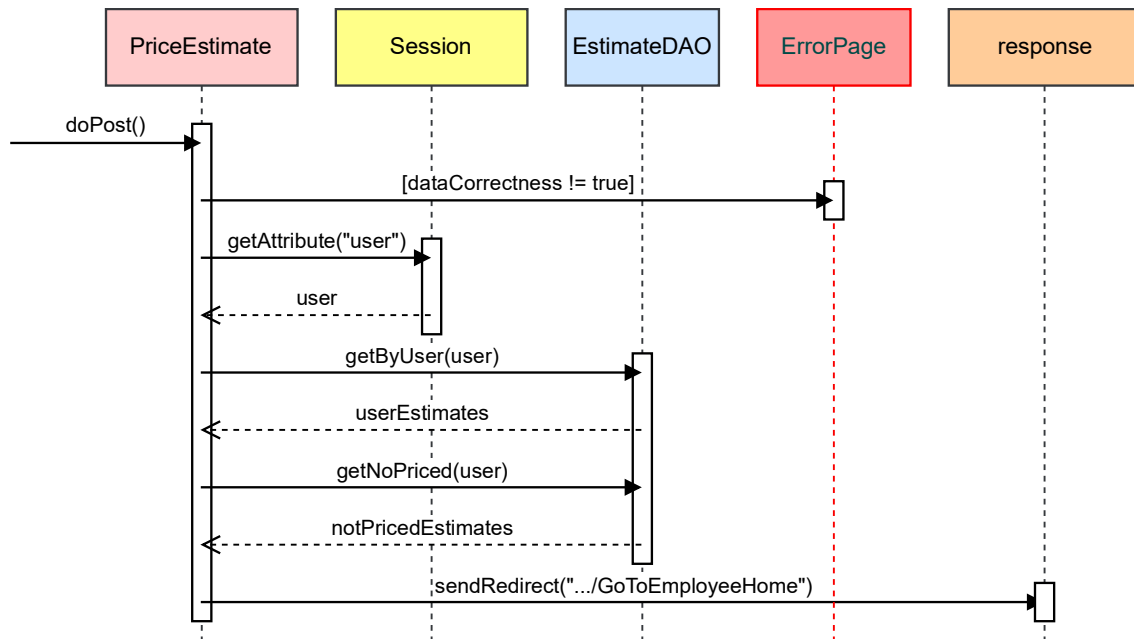 PriceEstimate
Session
EstimateDAO
ErrorPage
response
doPost()
[dataCorrectness != true]
getAttribute("user")
user
getByUser(user)
userEstimates
getNoPriced(user)
notPricedEstimates
sendRedirect(".../GoToEmployeeHome")